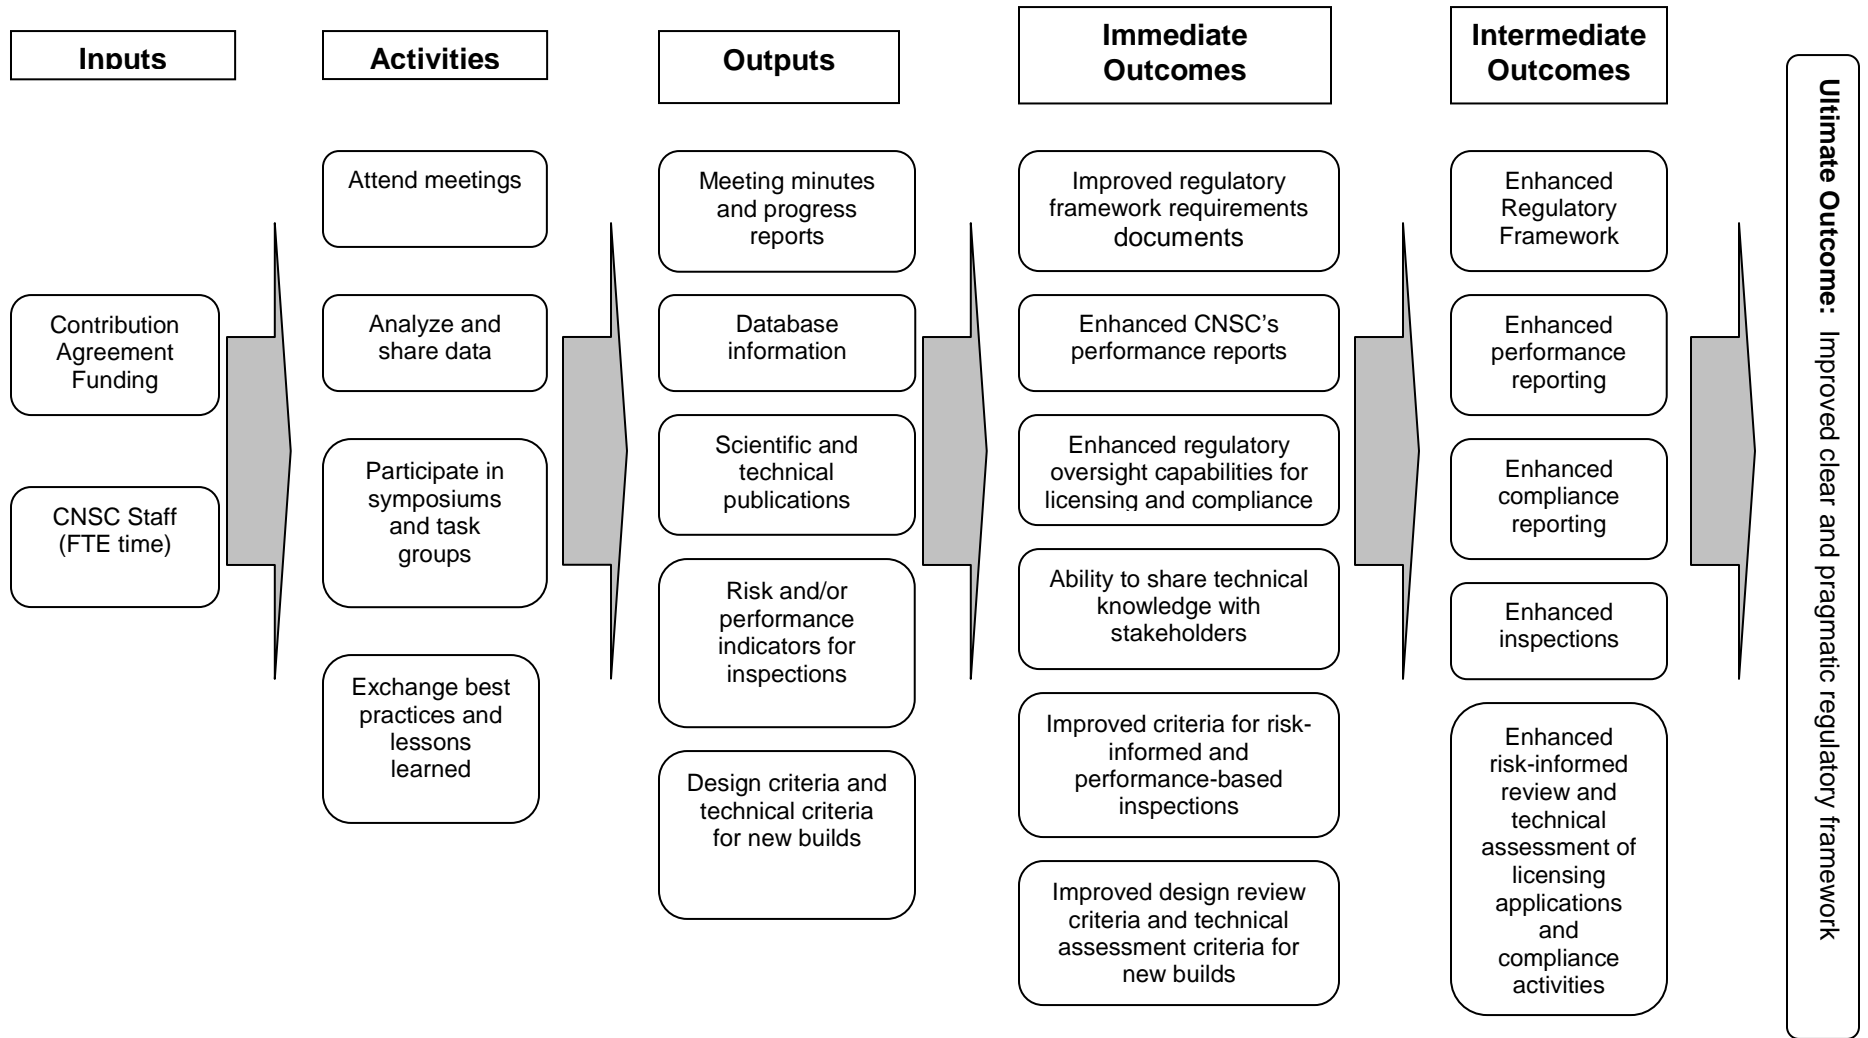 Inputs
Activities
Outputs
Immediate
Outcomes
Intermediate
Outcomes
Contribution
Agreement
Funding
CNSC Staff
(FTE time)
Attend meetings
Analyze and
share data
Participate in
symposiums
and task
groups
Exchange best
practices and
lessons
learned
Meeting minutes
and progress
reports
Database
information
Scientific and
technical
publications
Risk and/or
performance
indicators for
inspections
Design criteria and
technical criteria
for new builds
Improved regulatory
framework requirements
documents
Enhanced CNSC’s
performance reports
Enhanced regulatory
oversight capabilities for
licensing and compliance
Ability to share technical
knowledge with
stakeholders
Improved criteria for risk-
informed and
performance-based
inspections
Improved design review
criteria and technical
assessment criteria for
new builds
Enhanced
Regulatory
Framework
Enhanced
performance
reporting
Enhanced
compliance
reporting
Enhanced
inspections
Enhanced
risk-informed
review and
technical
assessment of
licensing
applications
and
compliance
activities
Ultimate Outcome: Improved clear and pragmatic regulatory framework